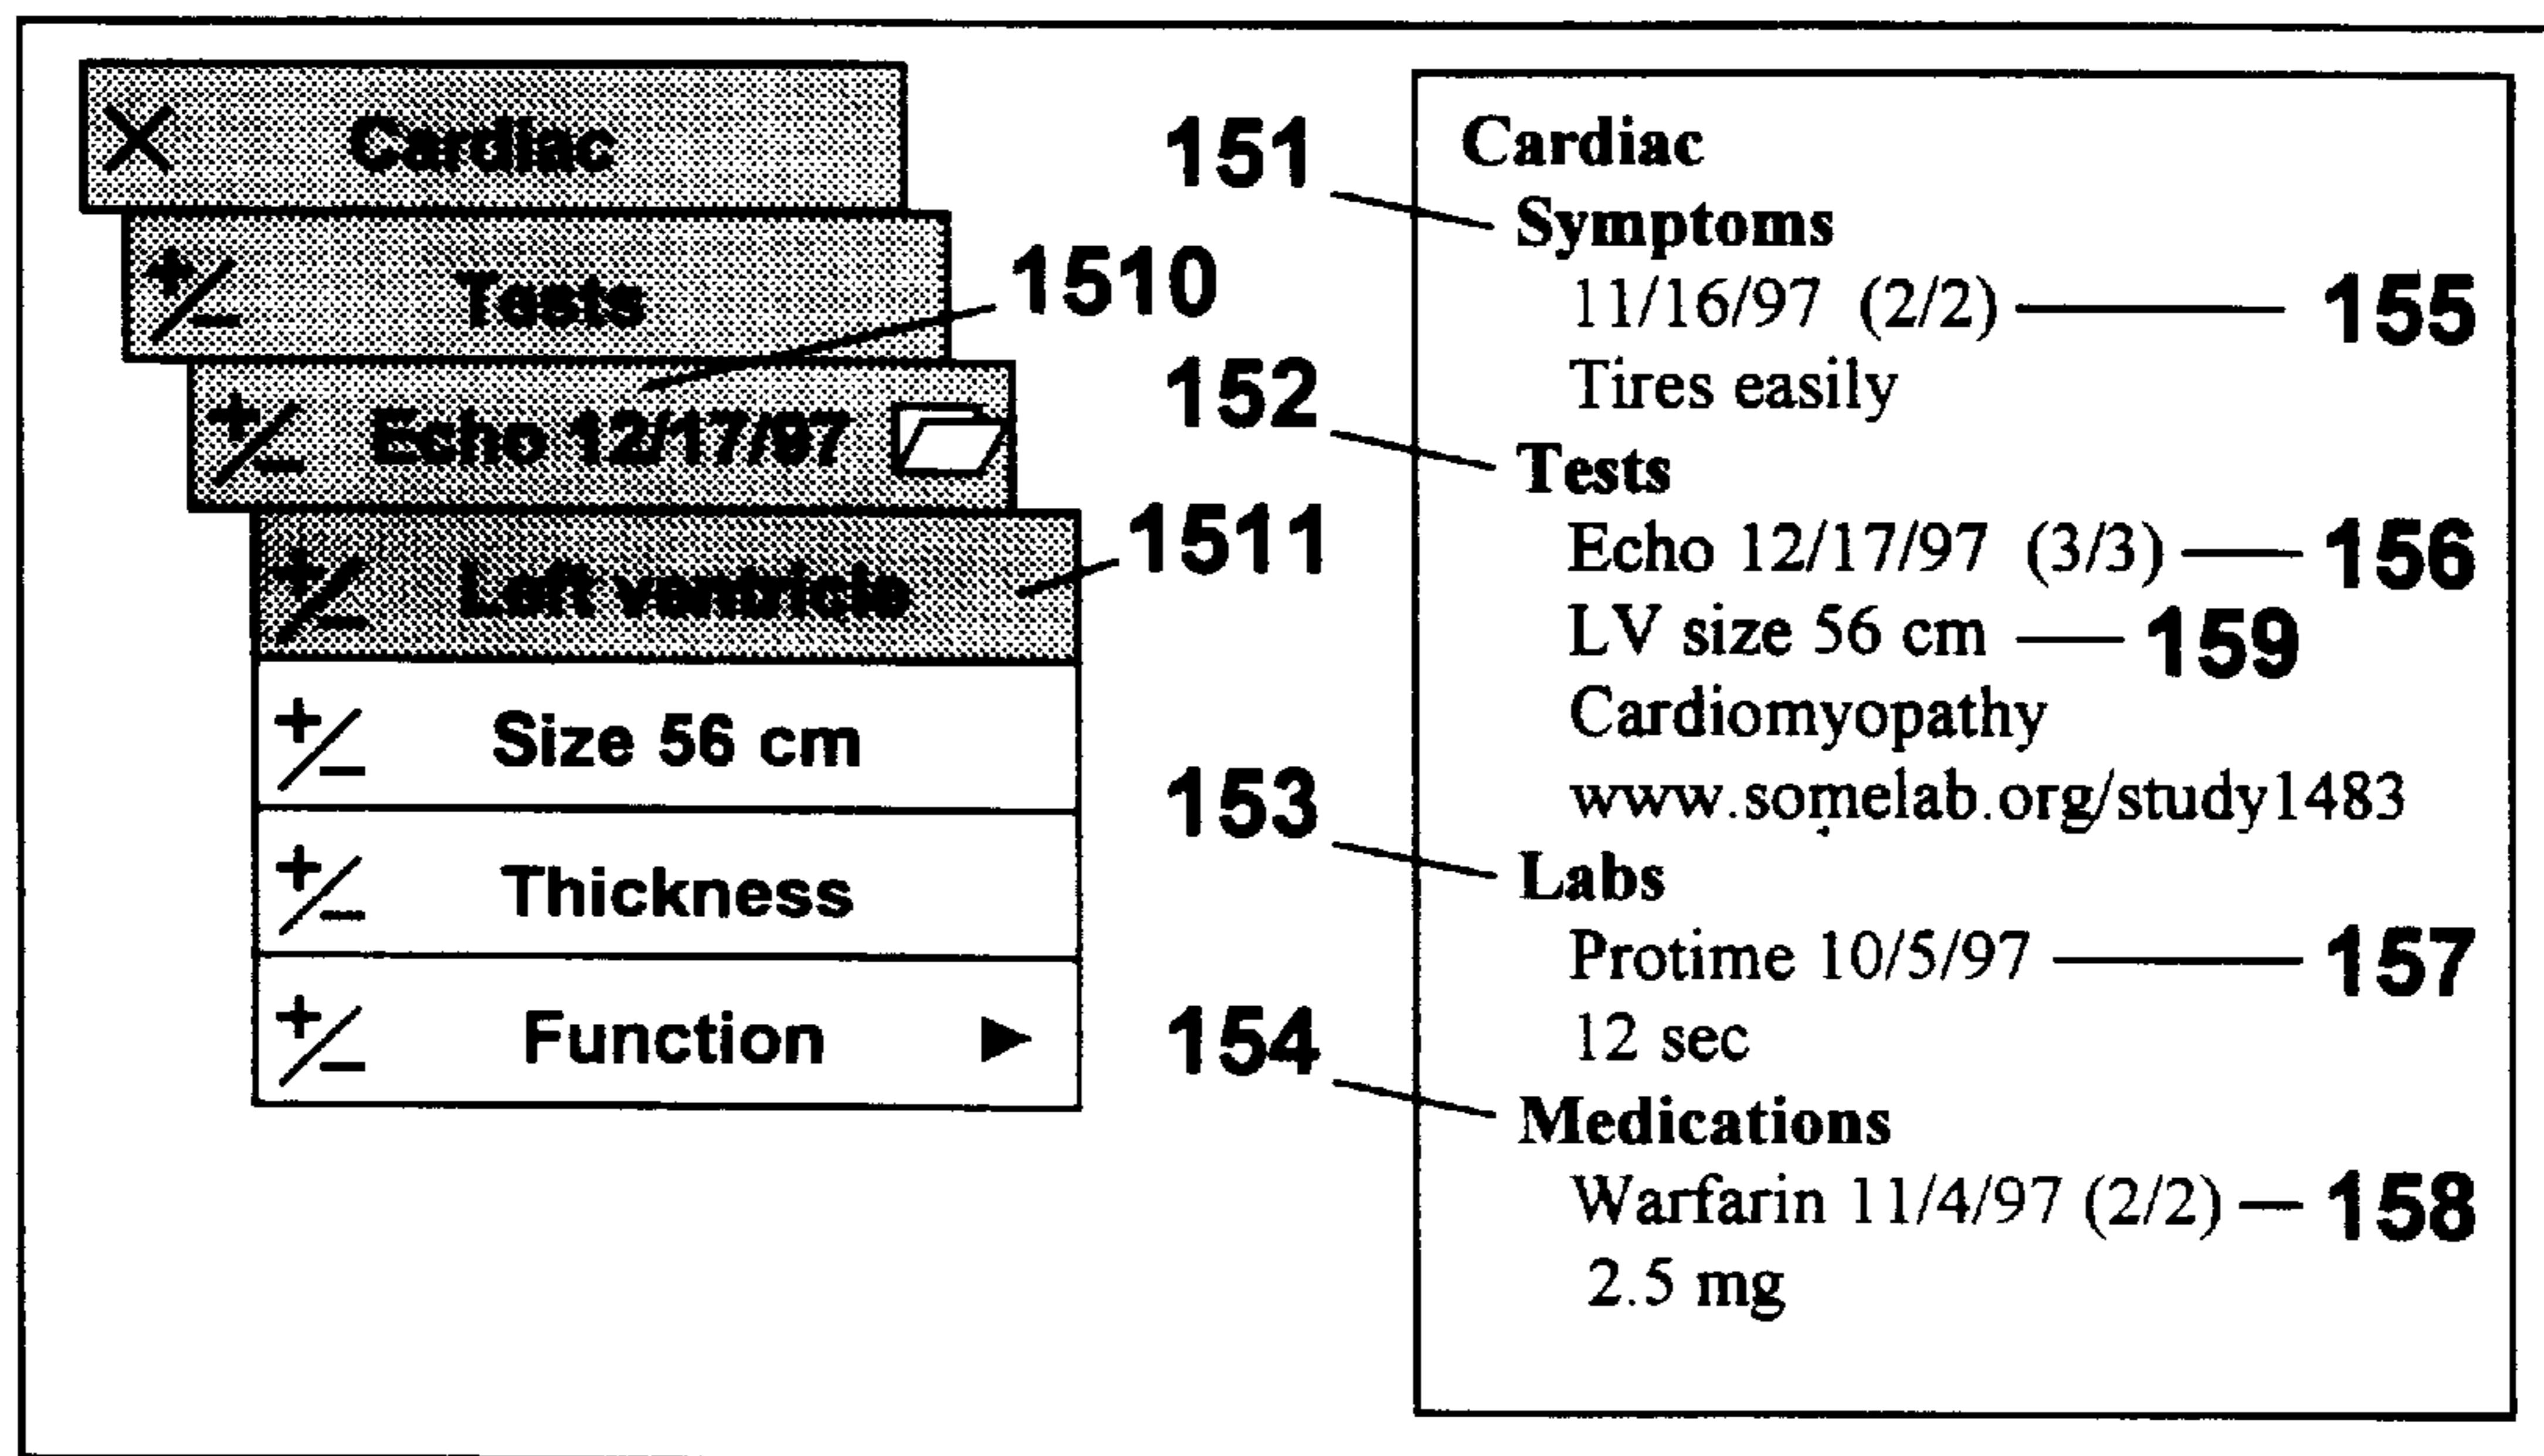 Cardiac
Tests
1510
Echo 12/17/97
1511
Left ventricle
Size 56 cm
Thickness
Function
151
152
153
154
Cardiac
Symptoms
11/16/97 (2/2) 155
Tires easily
Tests
Echo 12/17/97 (3/3) 156
LV size 56 cm 159
Cardiomyopathy
www.somelab.org/study1483
Labs
Protime 10/5/97 157
12 sec
Medications
Warfarin 11/4/97 (2/2) 158
2.5 mg